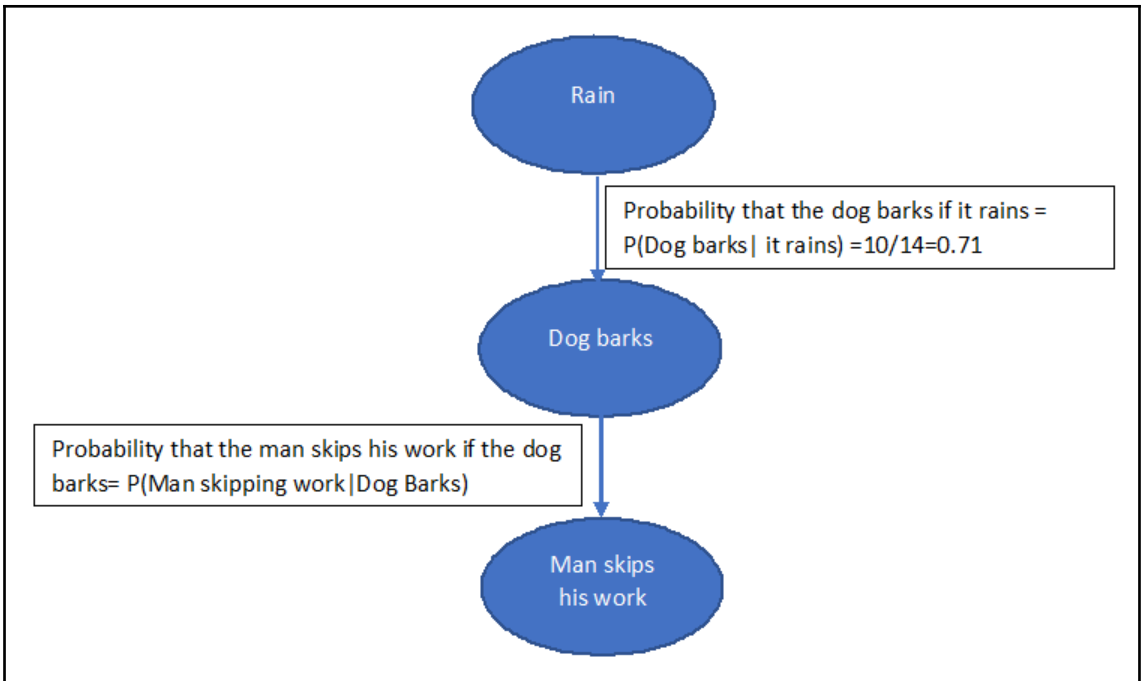 Rain
Probability that the dog barks if it rains =
P(Dog barks| it rains) =10/14=0.71
Dog barks
Probability that the man skips his work if the dog
barks= P(Man skipping work|Dog Barks)
Man skips
his work